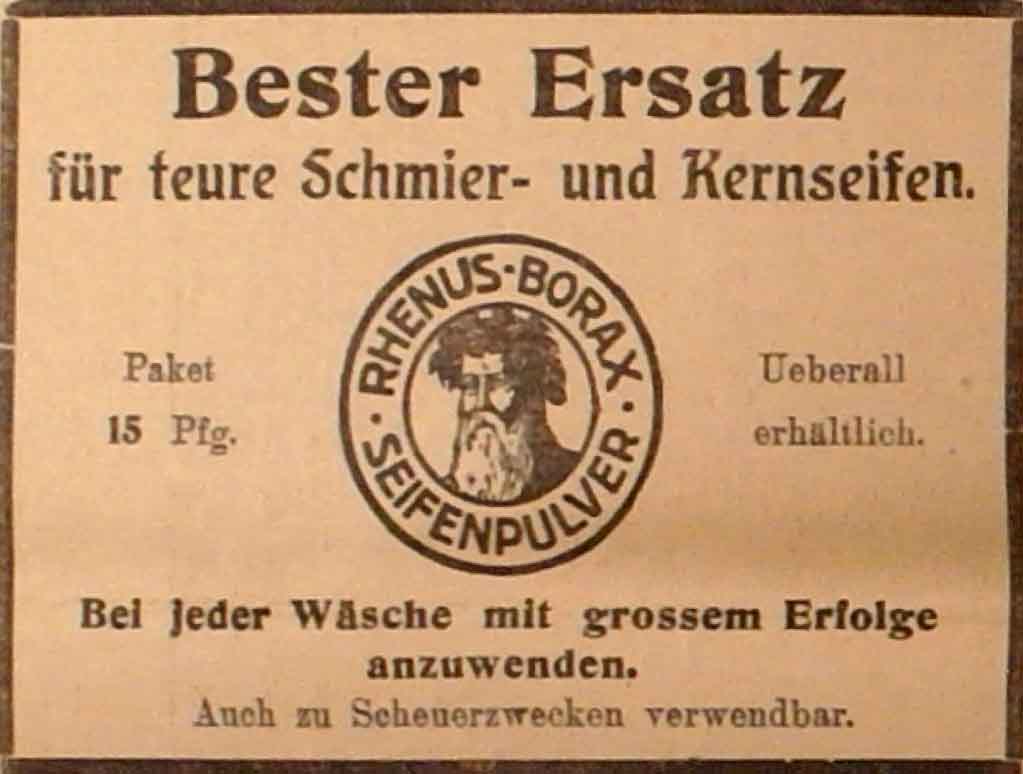 Bester Ersatz
für teure Schmier- und Kernseifen.
RHENUS-BORAX
SEIFENPULVER
Paket
15 Pfg.
Ueberall
erhältlich.
Bei jeder Wäsche mit grossem Erfolge
anzuwenden.
Auch zu Scheuerzwecken verwendbar.